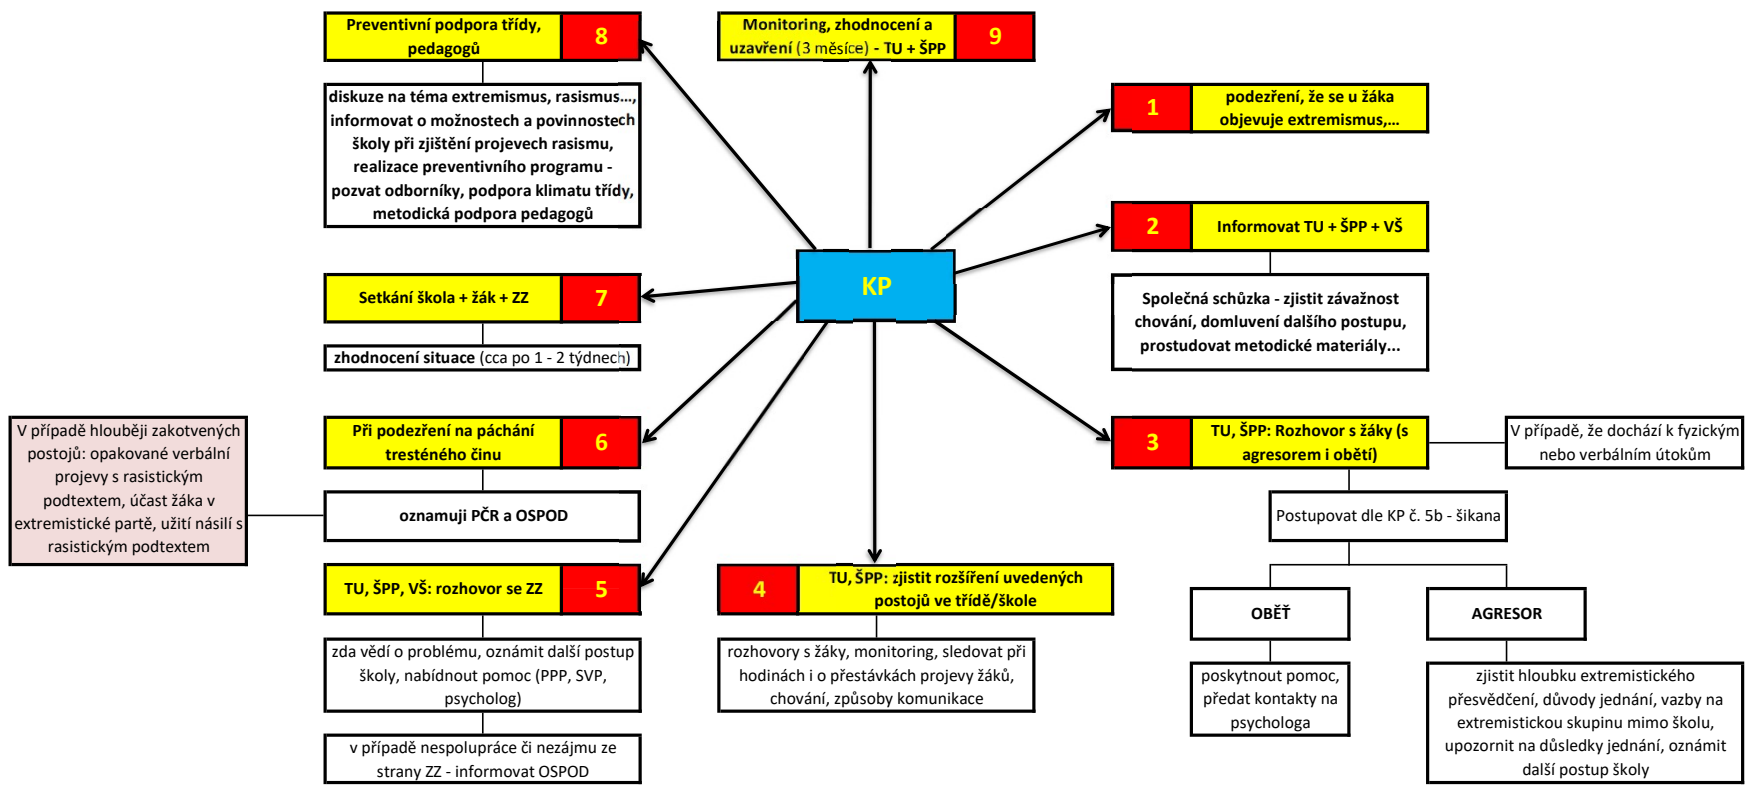 Preventivní podpora třídy,
pedagogů
8
diskuze na téma extremismus, rasismus...,
informovat o možnostech a povinnostech
školy při zjištění projevech rasismu,
realizace preventivního programu -
pozvat odborníky, podpora klimatu třídy,
metodická podpora pedagogů
Monitoring, zhodnocení a
uzavření (3 měsíce) - TU + ŠPP
9
1
podezření, že se u žáka
objevuje extremismus,...
2
Informovat TU + ŠPP + VŠ
Společná schůzka - zjistit závažnost
chování, domluvení dalšího postupu,
prostudovat metodické materiály...
KP
Setkání škola + žák + ZZ
7
zhodnocení situace (cca po 1 - 2 týdnech)
V případě hlouběji zakotvených
postojů: opakované verbální
projevy s rasistickým
podtextem, účast žáka v
extremistické partě, užití násilí s
rasistickým podtextem
Při podezření na páchání
tresténého činu
6
oznamuji PČR a OSPOD
3
TU, ŠPP: Rozhovor s žáky (s
agresorem i obětí)
V případě, že dochází k fyzickým
nebo verbálním útokům
Postupovat dle KP č. 5b - šikana
OBĚŤ
AGRESOR
poskytnout pomoc,
předat kontakty na
psychologa
zjistit hloubku extremistického
přesvědčení, důvody jednání, vazby na
extremistickou skupinu mimo školu,
upozornit na důsledky jednání, oznámit
další postup školy
TU, ŠPP, VŠ: rozhovor se ZZ
5
zda vědí o problému, oznámit další postup
školy, nabídnout pomoc (PPP, SVP,
psycholog)
v případě nespolupráce či nezájmu ze
strany ZZ - informovat OSPOD
4
TU, ŠPP: zjistit rozšíření uvedených
postojů ve třídě/škole
rozhovory s žáky, monitoring, sledovat při
hodinách i o přestávkách projevy žáků,
chování, způsoby komunikace